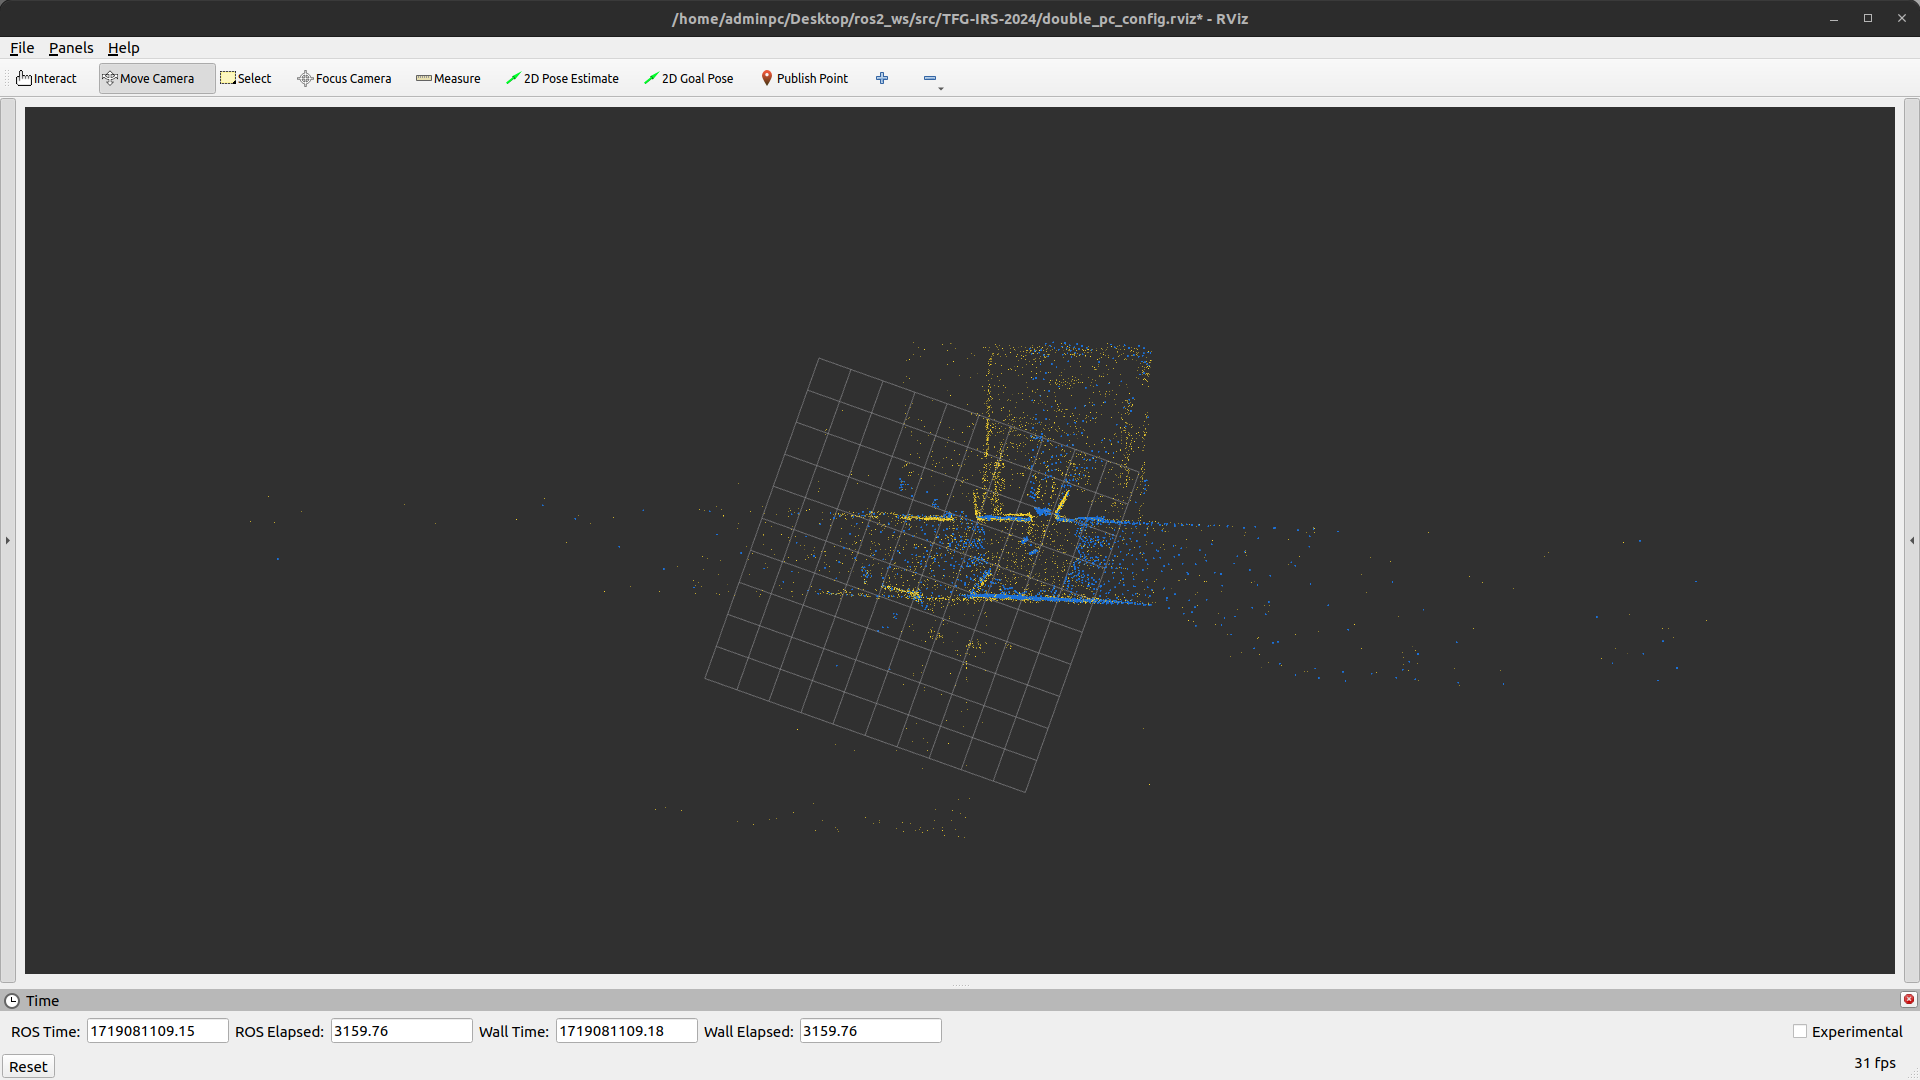 /home/adminpc/Desktop/ros2_ws/src/TFG-IRS-2024/double_pc_config.rviz* - RViz
File Panels Help
Interact Move Camera Select Focus Camera Measure 2D Pose Estimate 2D Goal Pose Publish Point
Time
ROS Time: 1719081109.15 ROS Elapsed: 3159.76 Wall Time: 1719081109.18 Wall Elapsed: 3159.76 Experimental
Reset 31 fps